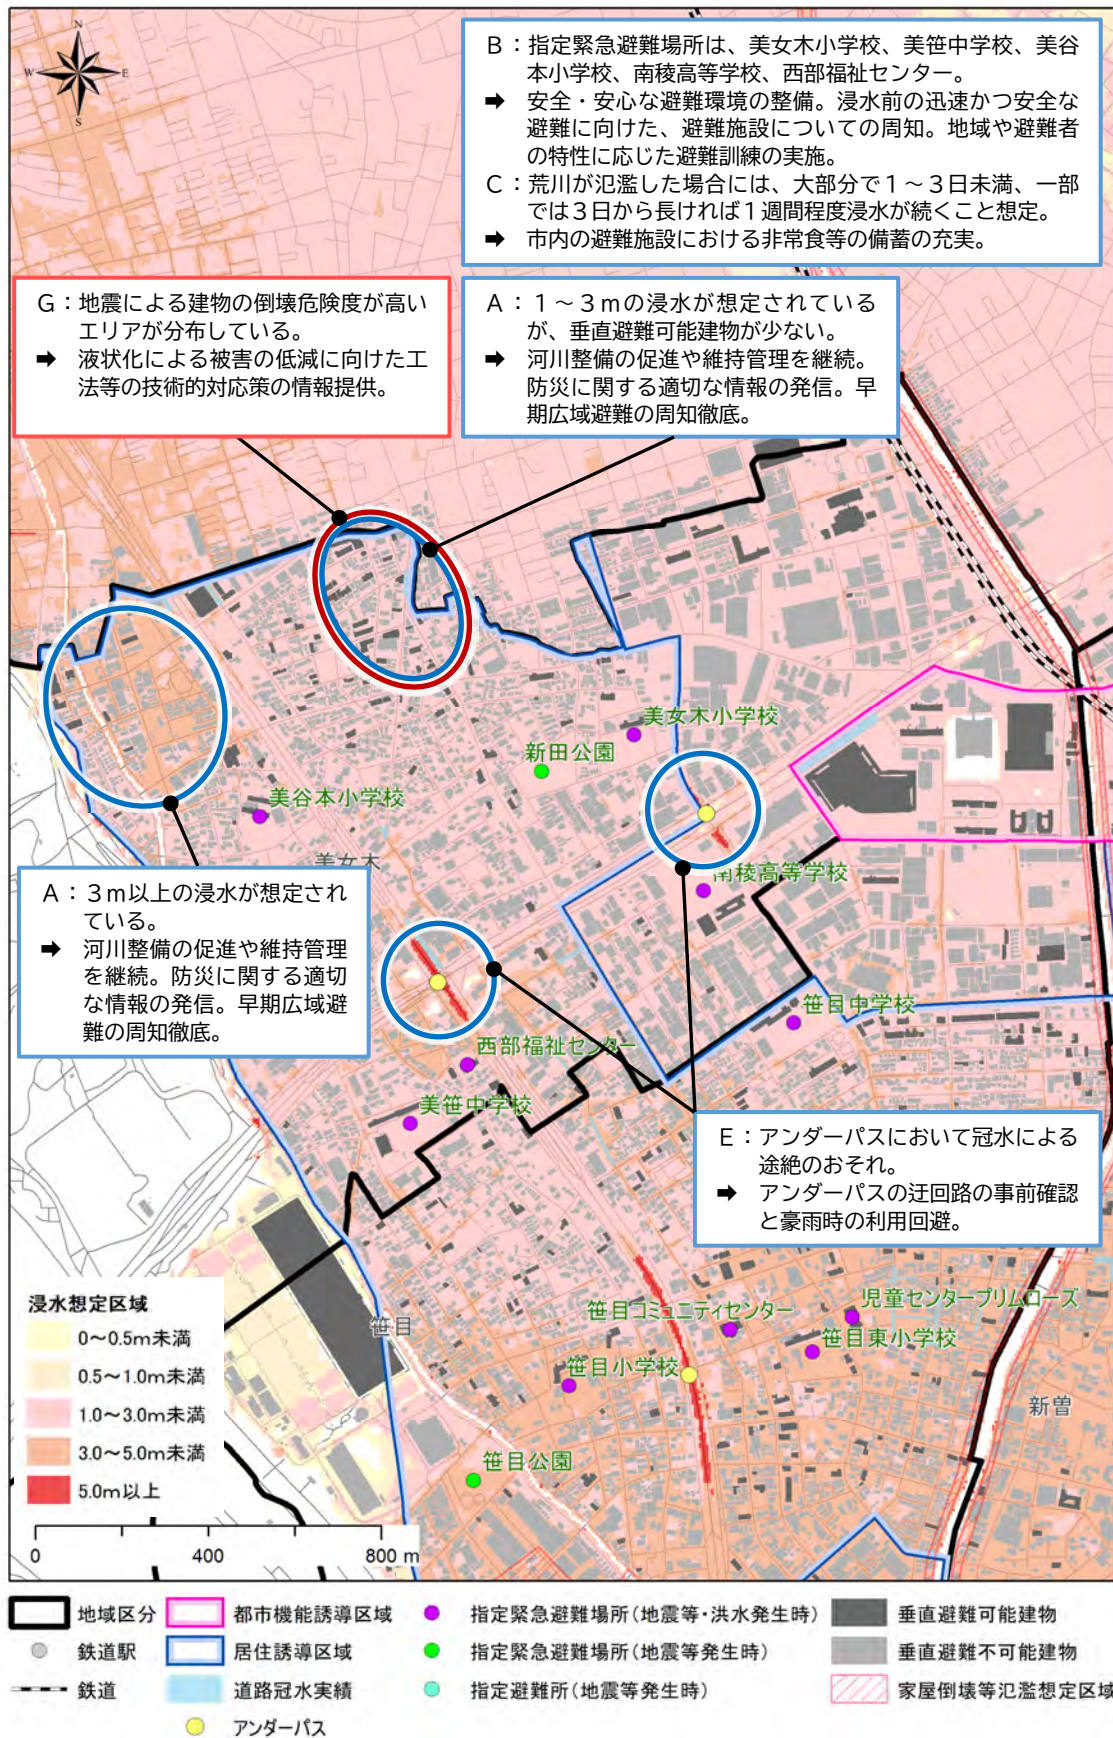 N
W
E
S
B：指定緊急避難場所は、美女木小学校、美笹中学校、美谷
本小学校、南稜高等学校、西部福祉センター。
➡ 安全・安心な避難環境の整備。浸水前の迅速かつ安全な
避難に向けた、避難施設についての周知。地域や避難者
の特性に応じた避難訓練の実施。
C：荒川が氾濫した場合には、大部分で１～３日未満、一部
では３日から長ければ１週間程度浸水が続くこと想定。
➡ 市内の避難施設における非常食等の備蓄の充実。
G：地震による建物の倒壊危険度が高い
エリアが分布している。
➡ 液状化による被害の低減に向けた工
法等の技術的対応策の情報提供。
A：１～３ｍの浸水が想定されている
が、垂直避難可能建物が少ない。
➡ 河川整備の促進や維持管理を継続。
防災に関する適切な情報の発信。早
期広域避難の周知徹底。
美女木小学校
新田公園
美谷本小学校
美女木
南稜高等学校
A：３ｍ以上の浸水が想定され
ている。
➡ 河川整備の促進や維持管理
を継続。防災に関する適切
な情報の発信。早期広域避
難の周知徹底。
笹目中学校
西部福祉センター
美笹中学校
E：アンダーパスにおいて冠水による
途絶のおそれ。
➡ アンダーパスの迂回路の事前確認
と豪雨時の利用回避。
笹目
笹目コミュニティセンター
児童センタープリムローズ
笹目東小学校
笹目小学校
新曽
笹目公園
浸水想定区域
0～0.5m未満
0.5～1.0m未満
1.0～3.0m未満
3.0～5.0m未満
5.0m以上
0 400 800 m
地域区分 都市機能誘導区域 指定緊急避難場所(地震等・洪水発生時) 垂直避難可能建物
鉄道駅 居住誘導区域 指定緊急避難場所(地震等発生時) 垂直避難不可能建物
鉄道 道路冠水実績 指定避難所(地震等発生時) 家屋倒壊等氾濫想定区域
アンダーパス